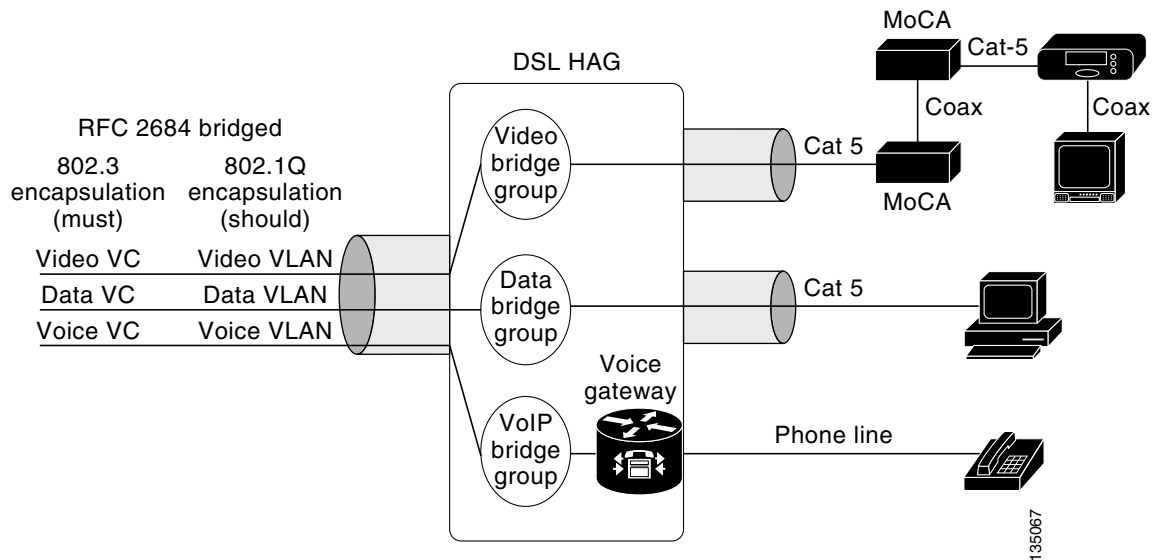 MoCA
Cat-5
DSL HAG
Coax
Coax
RFC 2684 bridged
802.3
encapsulation
(must)
802.1Q
encapsulation
(should)
Video
bridge
group
Cat 5
MoCA
Video VC
Video VLAN
Data VC
Data VLAN
Voice VC
Voice VLAN
Data
bridge
group
Cat 5
Voice
gateway
VoIP
bridge
group
Phone line
135067